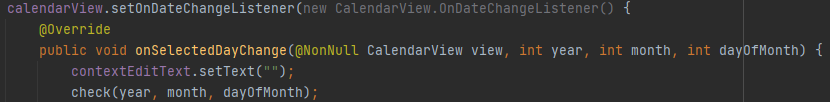 calendarView.setOnDateChangeListener(new CalendarView.OnDateChangeListener() {
@Override
public void onSelectedDayChange(@NonNull CalendarView view, int year, int month, int dayOfMonth) {
contextEditText.setText("");
check(year, month, dayOfMonth);